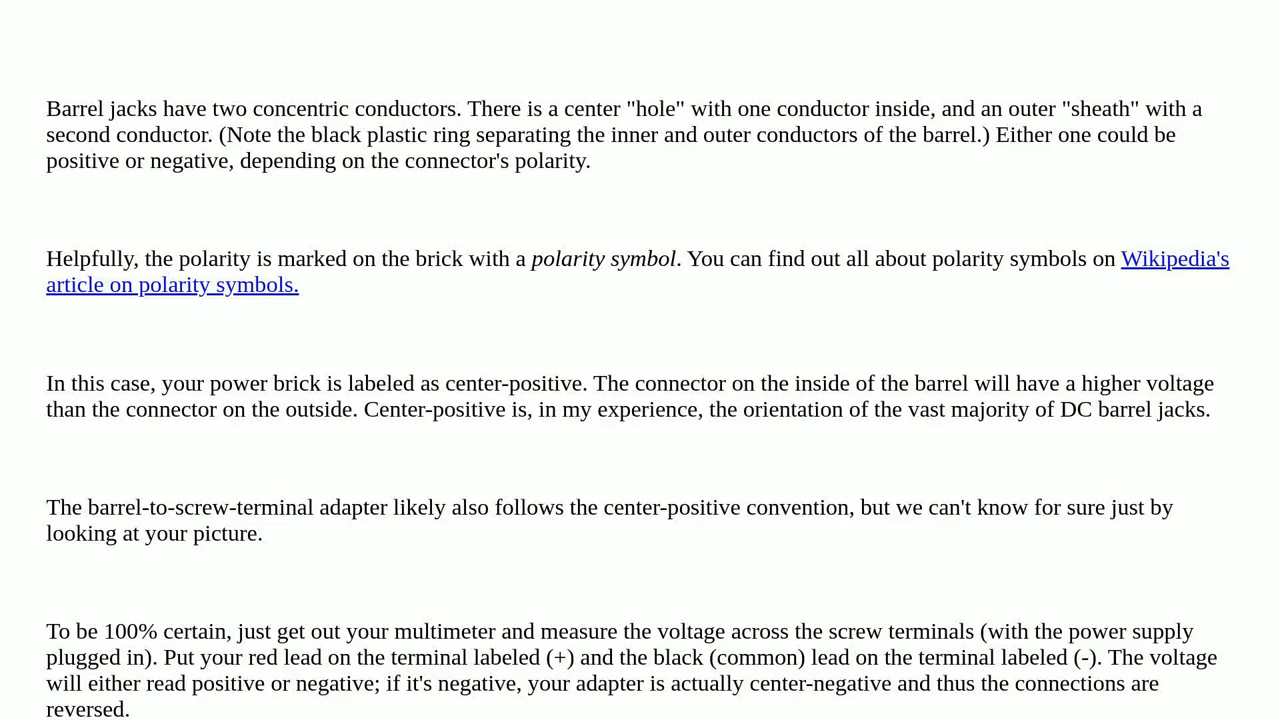 Barrel jacks have two concentric conductors. There is a center "hole" with one conductor inside, and an outer "sheath" with a
second conductor. (Note the black plastic ring separating the inner and outer conductors of the barrel.) Either one could be
positive or negative, depending on the connector's polarity.
Helpfully, the polarity is marked on the brick with a polarity symbol. You can find out all about polarity symbols on Wikipedia's
article on polarity symbols.
In this case, your power brick is labeled as center-positive. The connector on the inside of the barrel will have a higher voltage
than the connector on the outside. Center-positive is, in my experience, the orientation of the vast majority of DC barrel jacks.
The barrel-to-screw-terminal adapter likely also follows the center-positive convention, but we can't know for sure just by
looking at your picture.
To be 100% certain, just get out your multimeter and measure the voltage across the screw terminals (with the power supply
plugged in). Put your red lead on the terminal labeled (+) and the black (common) lead on the terminal labeled (-). The voltage
will either read positive or negative; if it's negative, your adapter is actually center-negative and thus the connections are
reversed.